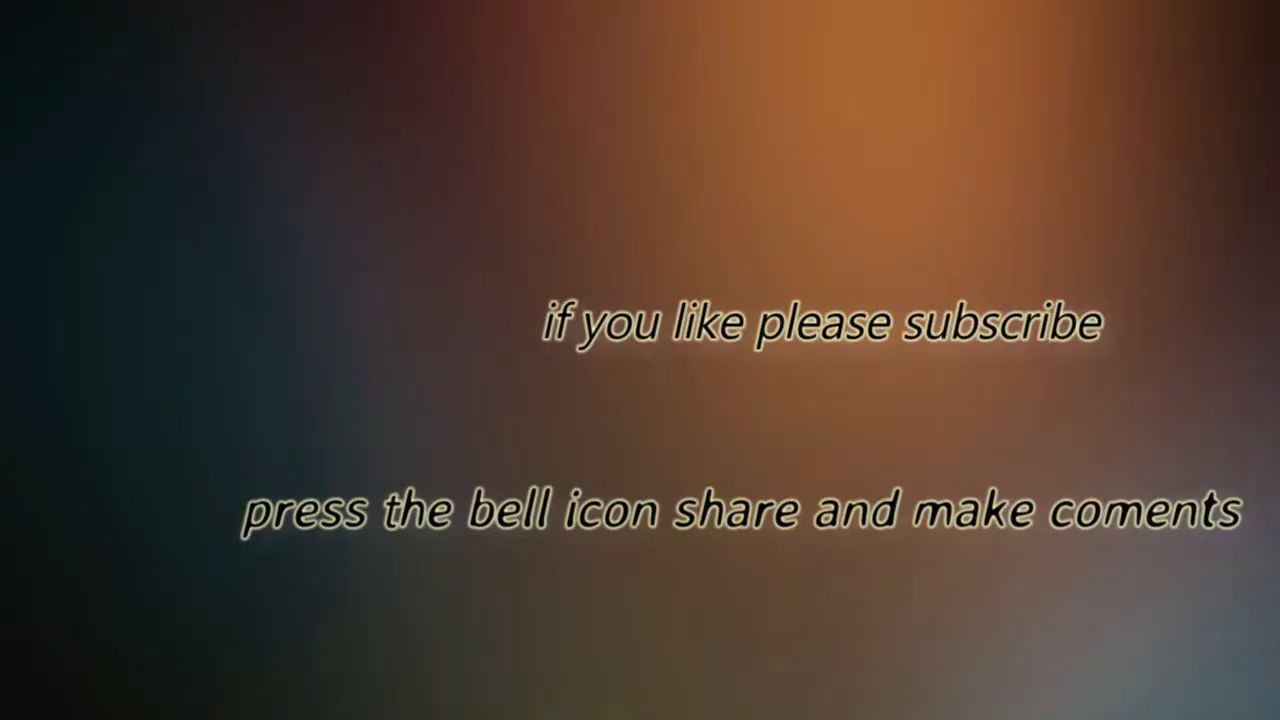 if you like please subscribe
press the bell icon share and make coments